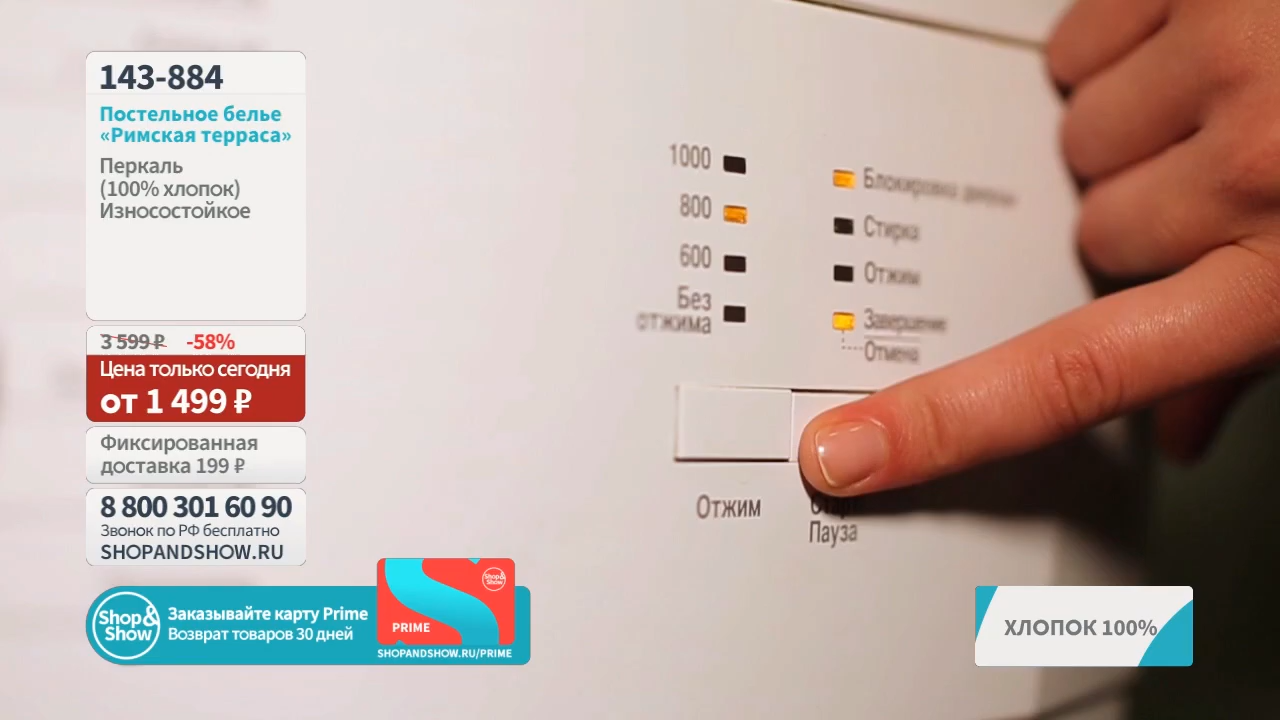 143-884
Постельное белье
«Римская терраса»
Перкаль
(100% хлопок)
Износостойкое
3 599 ₽ -58%
Цена только сегодня
от 1 499 ₽
Фиксированная
доставка 199 ₽
8 800 301 60 90
Звонок по РФ бесплатно
SHOPANDSHOW.RU
Shop&
Show
Заказывайте карту Prime
Возврат товаров 30 дней
Shop&
Show
PRIME
SHOPANDSHOW.RU/PRIME
1000
800
600
Без
отжима
Блокировка
Стирка
Отжим
Завершение
Отмена
Отжим
Пауза
ХЛОПОК 100%